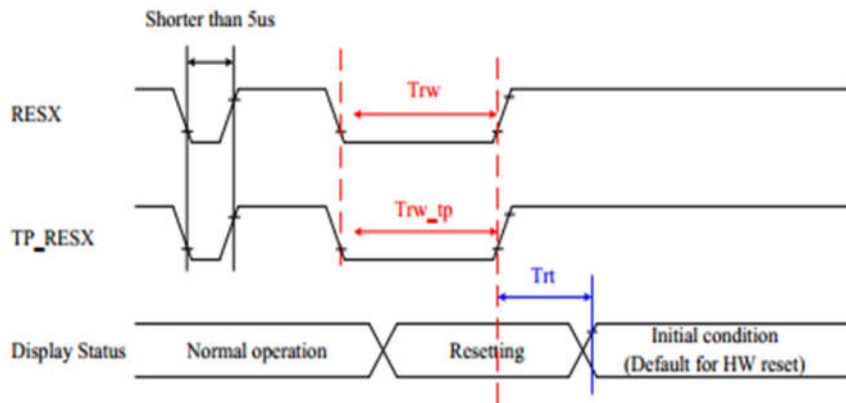 Shorter than 5us
RESX
Trw
TP_RESX
Trw_tp
Trt
Display Status
Normal operation
Resetting
Initial condition
(Default for HW reset)